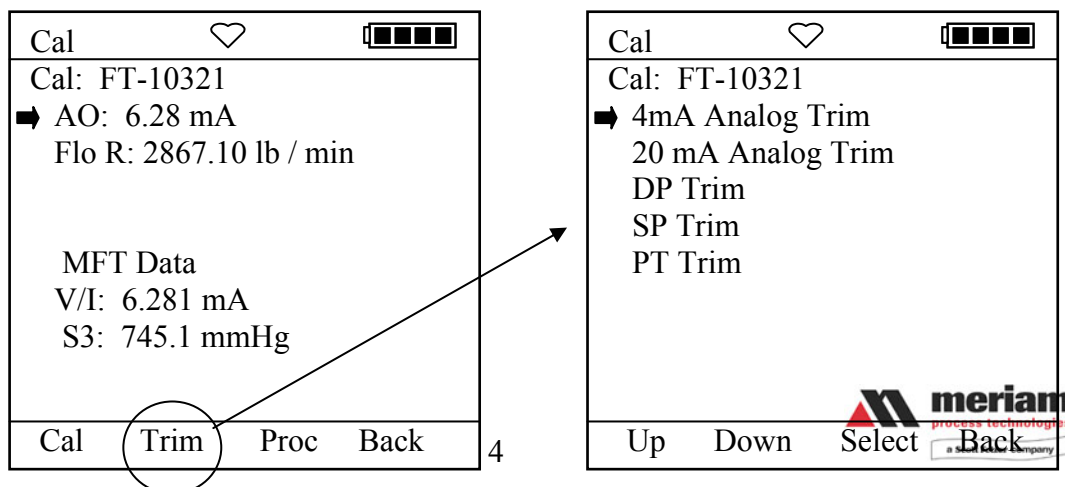 Cal
Cal: FT-10321
AO: 6.28 mA
Flo R: 2867.10 lb / min
MFT Data
V/I: 6.281 mA
S3: 745.1 mmHg
Cal Trim Proc Back
4
Cal
Cal: FT-10321
4mA Analog Trim
20 mA Analog Trim
DP Trim
SP Trim
PT Trim
Up Down Select Back
meriam
process technologies